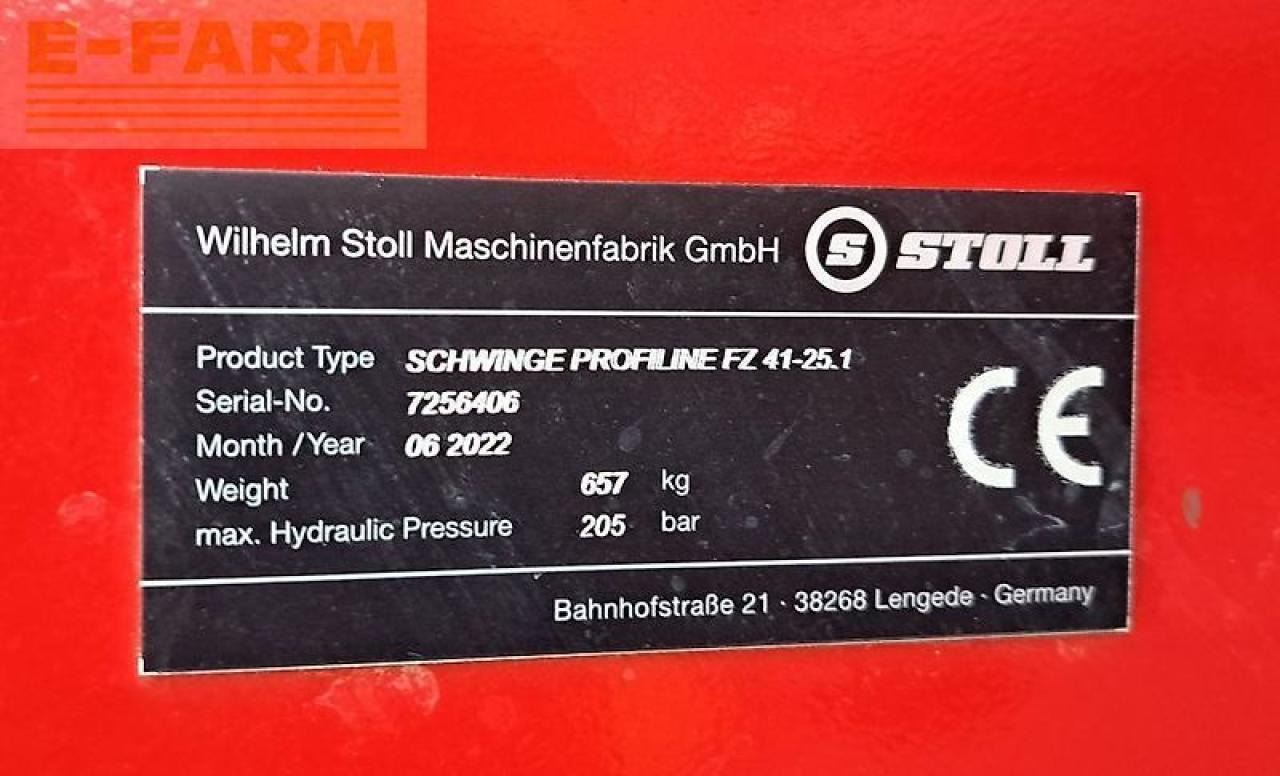 E-FARM
Wilhelm Stoll Maschinenfabrik GmbH S STOLL
Product Type SCHWINGE PROFILINE FZ 41-25.1
Serial-No. 7256406
Month / Year 06 2022
Weight 657 kg
max. Hydraulic Pressure 205 bar
CE
Bahnhofstraße 21 · 38268 Lengede · Germany